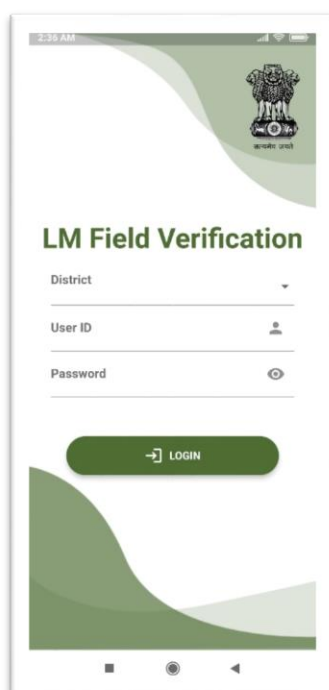 2:36 AM
सत्यमेव जयते
LM Field Verification
District
User ID
Password
LOGIN